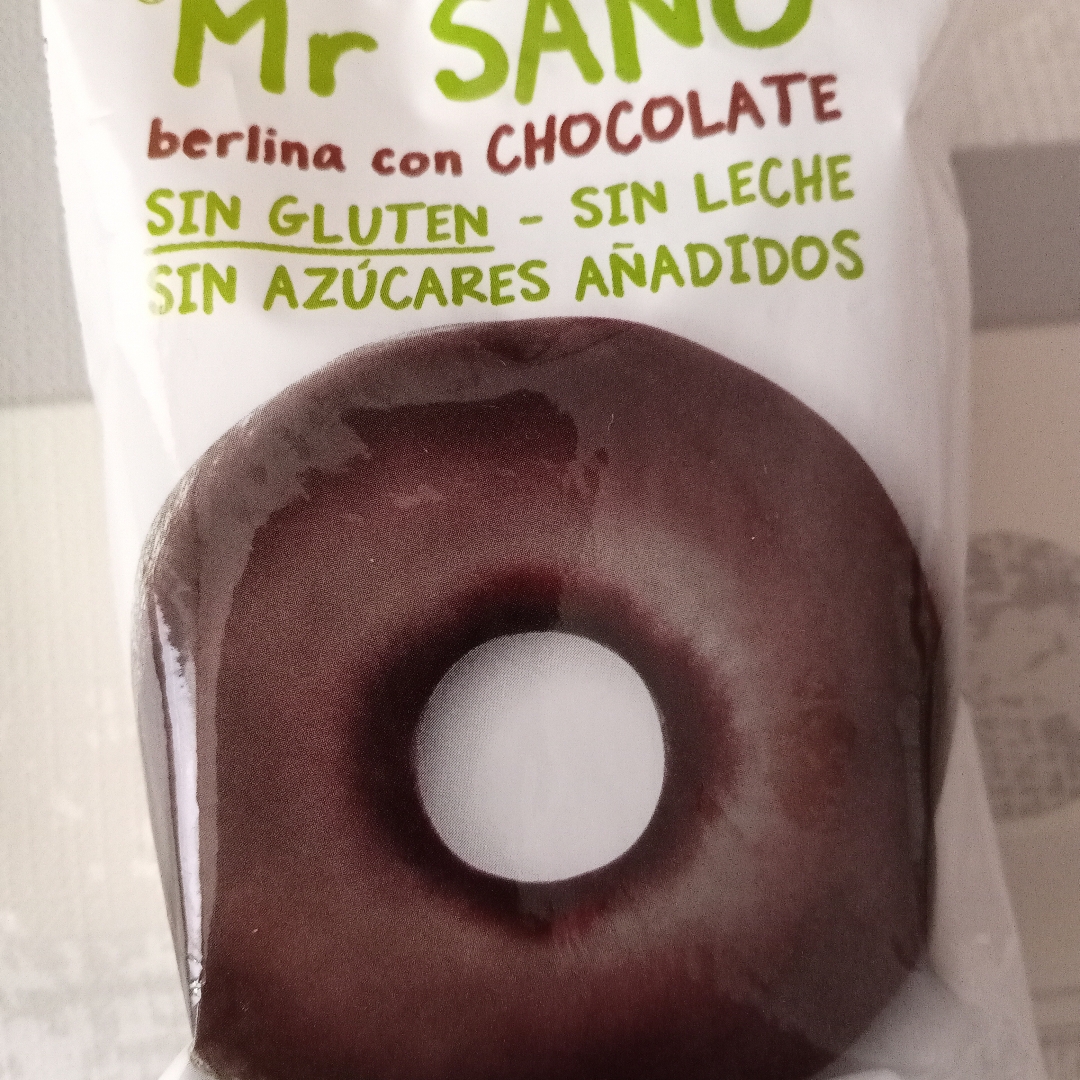 Mr SANO
berlina con CHOCOLATE
SIN GLUTEN - SIN LECHE
SIN AZÚCARES AÑADIDOS